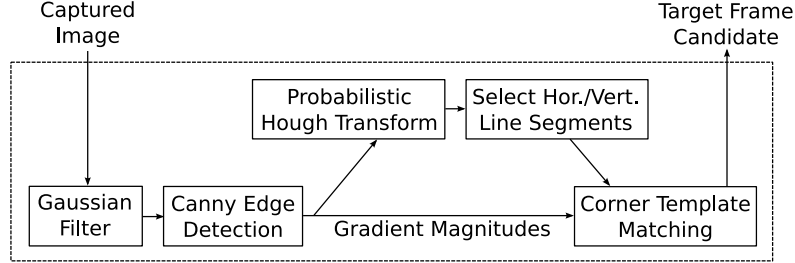 Captured
Image
Target Frame
Candidate
Probabilistic
Hough Transform
Select Hor./Vert.
Line Segments
Gaussian
Filter
Canny Edge
Detection
Gradient Magnitudes
Corner Template
Matching